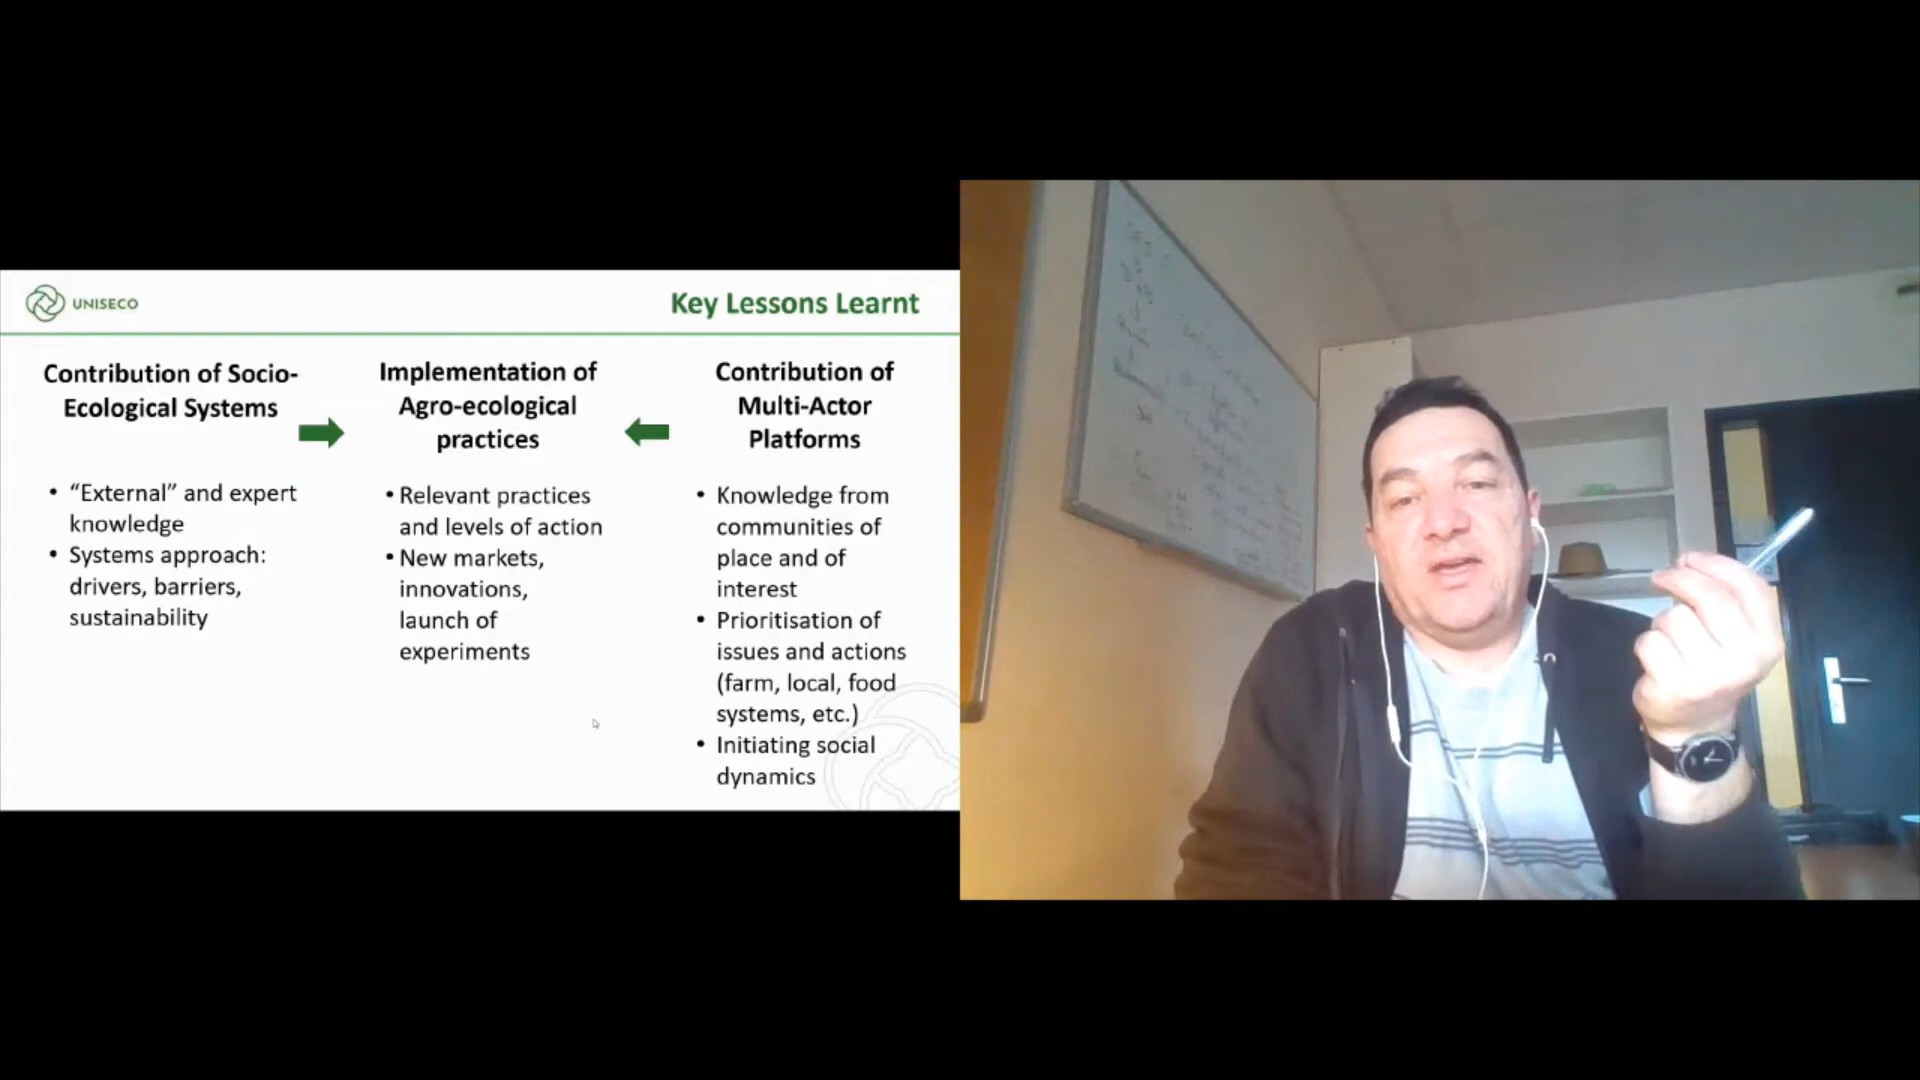 UNISECO
Key Lessons Learnt
Contribution of Socio-
Ecological Systems
• “External” and expert
knowledge
• Systems approach:
drivers, barriers,
sustainability
Implementation of
Agro-ecological
practices
• Relevant practices
and levels of action
• New markets,
innovations,
launch of
experiments
Contribution of
Multi-Actor
Platforms
• Knowledge from
communities of
place and of
interest
• Prioritisation of
issues and actions
(farm, local, food
systems, etc.)
• Initiating social
dynamics